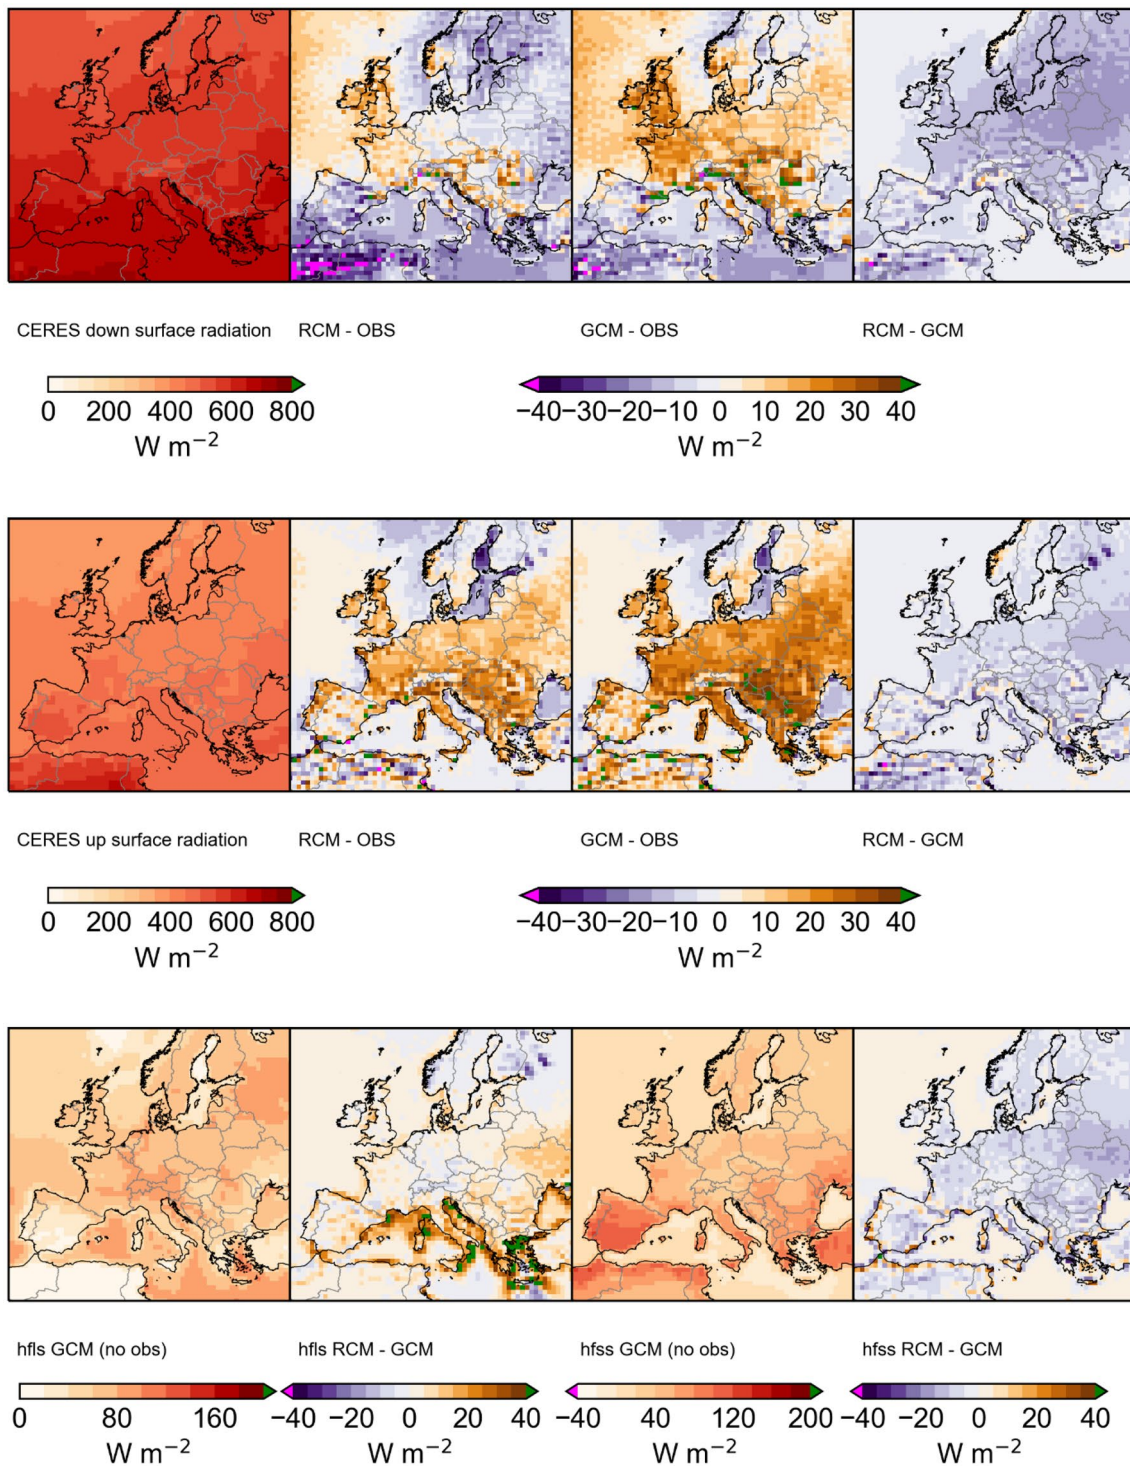 CERES down surface radiation RCM - OBS GCM - OBS RCM - GCM
0 200 400 600 800 −40 −30 −20 −10 0 10 20 30 40
W m−2 W m−2
CERES up surface radiation RCM - OBS GCM - OBS RCM - GCM
0 200 400 600 800 −40 −30 −20 −10 0 10 20 30 40
W m−2 W m−2
hfls GCM (no obs) hfls RCM - GCM hfss GCM (no obs) hfss RCM - GCM
0 80 160 −40 −20 0 20 40 −40 40 120 200 −40 −20 0 20 40
W m−2 W m−2 W m−2 W m−2